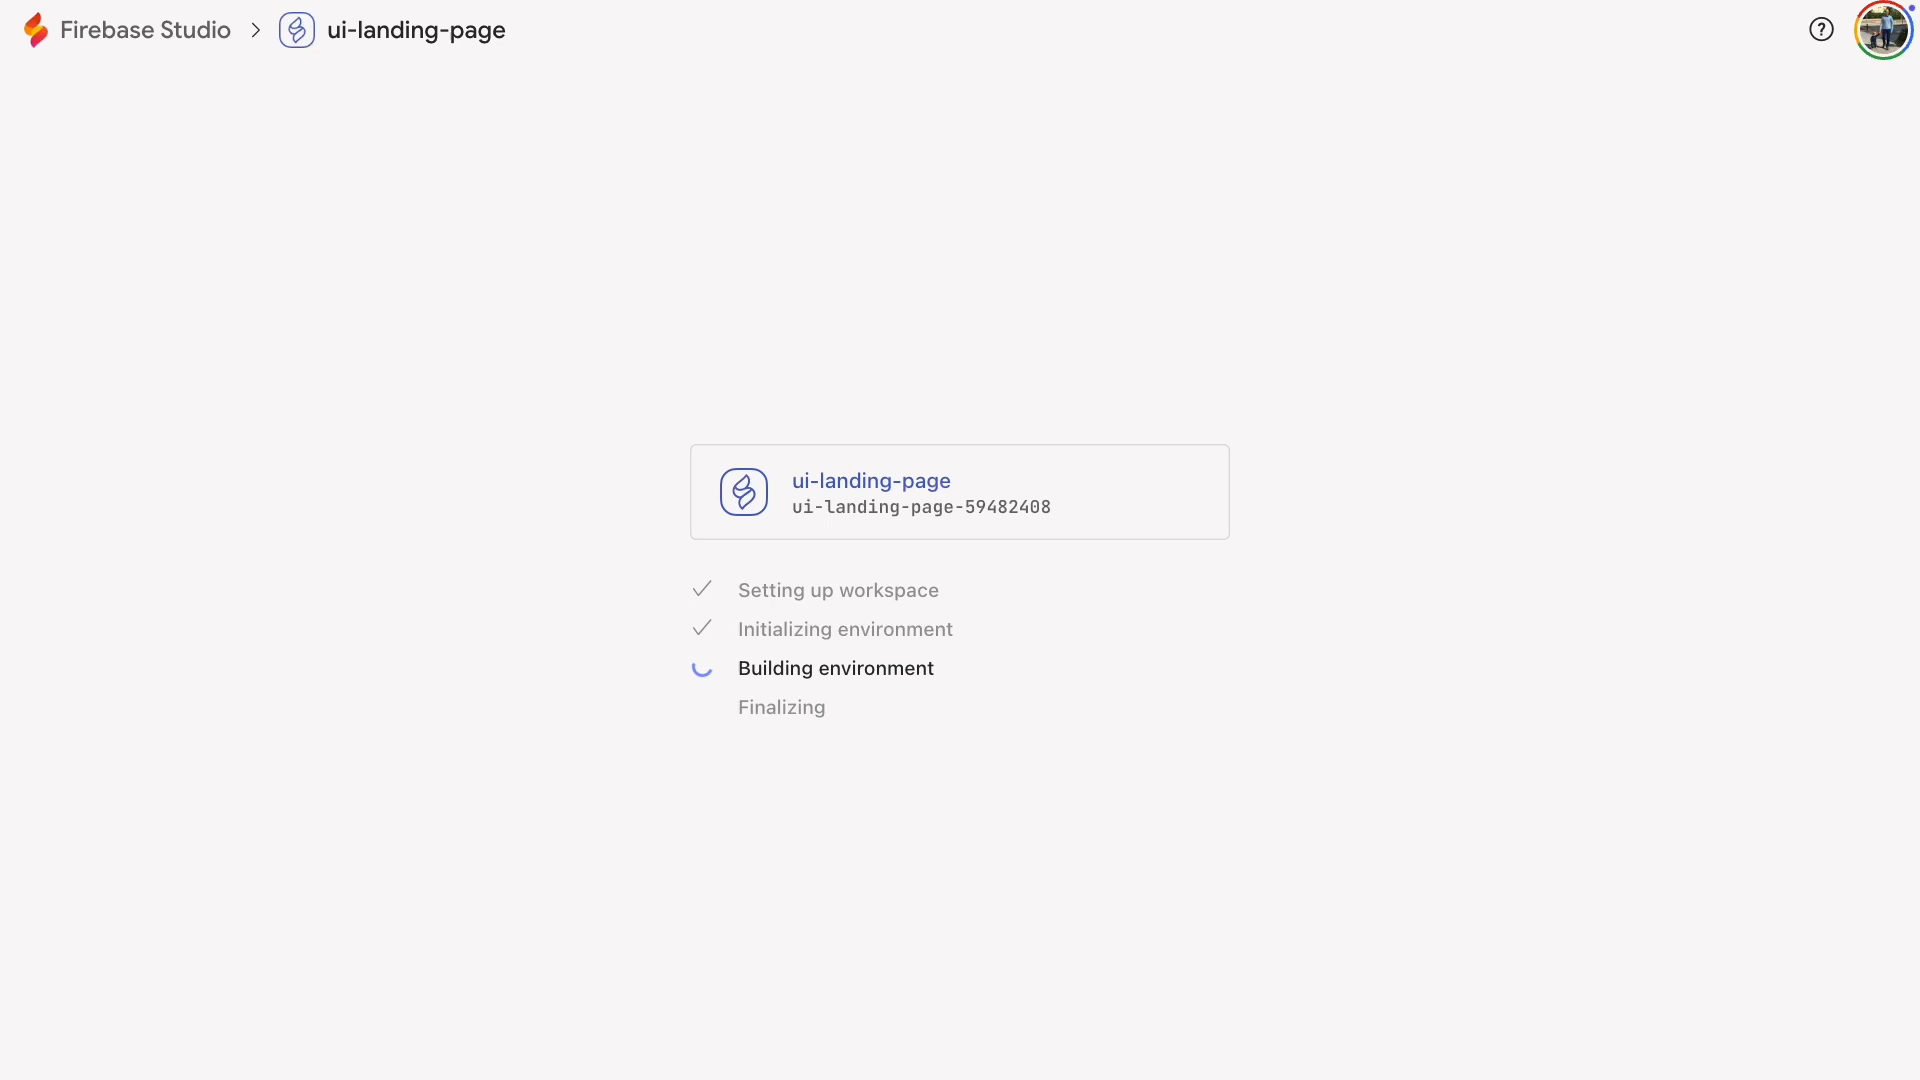 Firebase Studio > ui-landing-page
ui-landing-page
ui-landing-page-59482408
Setting up workspace
Initializing environment
Building environment
Finalizing